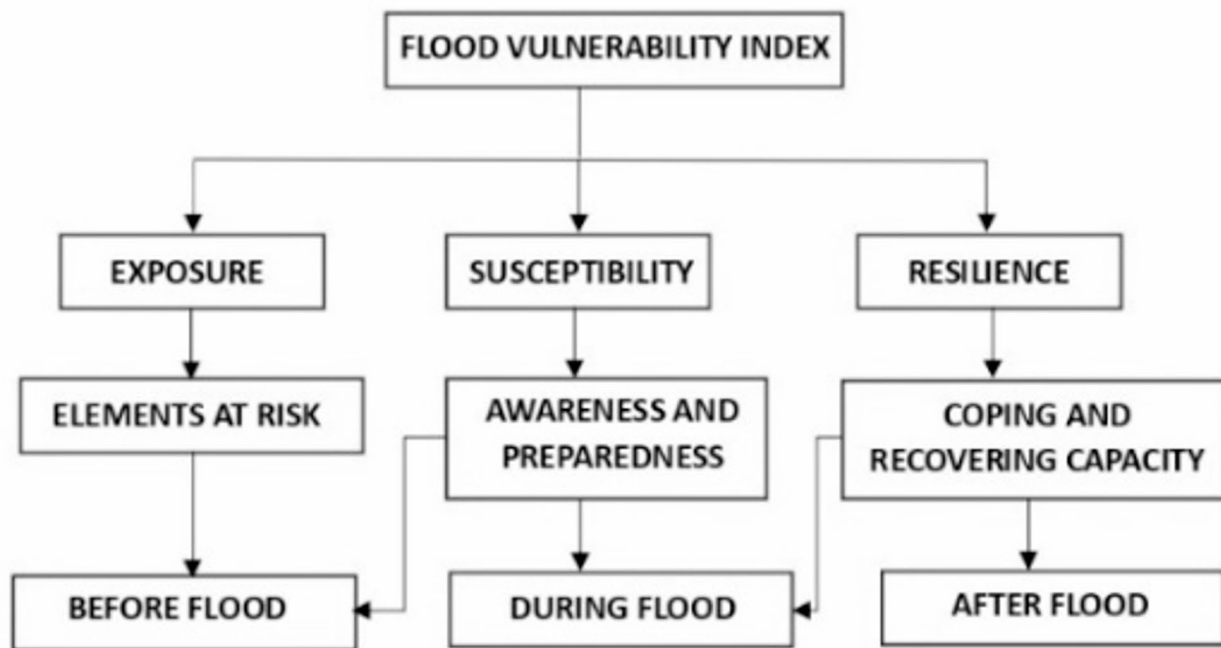 FLOOD VULNERABILITY INDEX
EXPOSURE
SUSCEPTIBILITY
RESILIENCE
ELEMENTS AT RISK
AWARENESS AND
PREPAREDNESS
COPING AND
RECOVERING CAPACITY
BEFORE FLOOD
DURING FLOOD
AFTER FLOOD